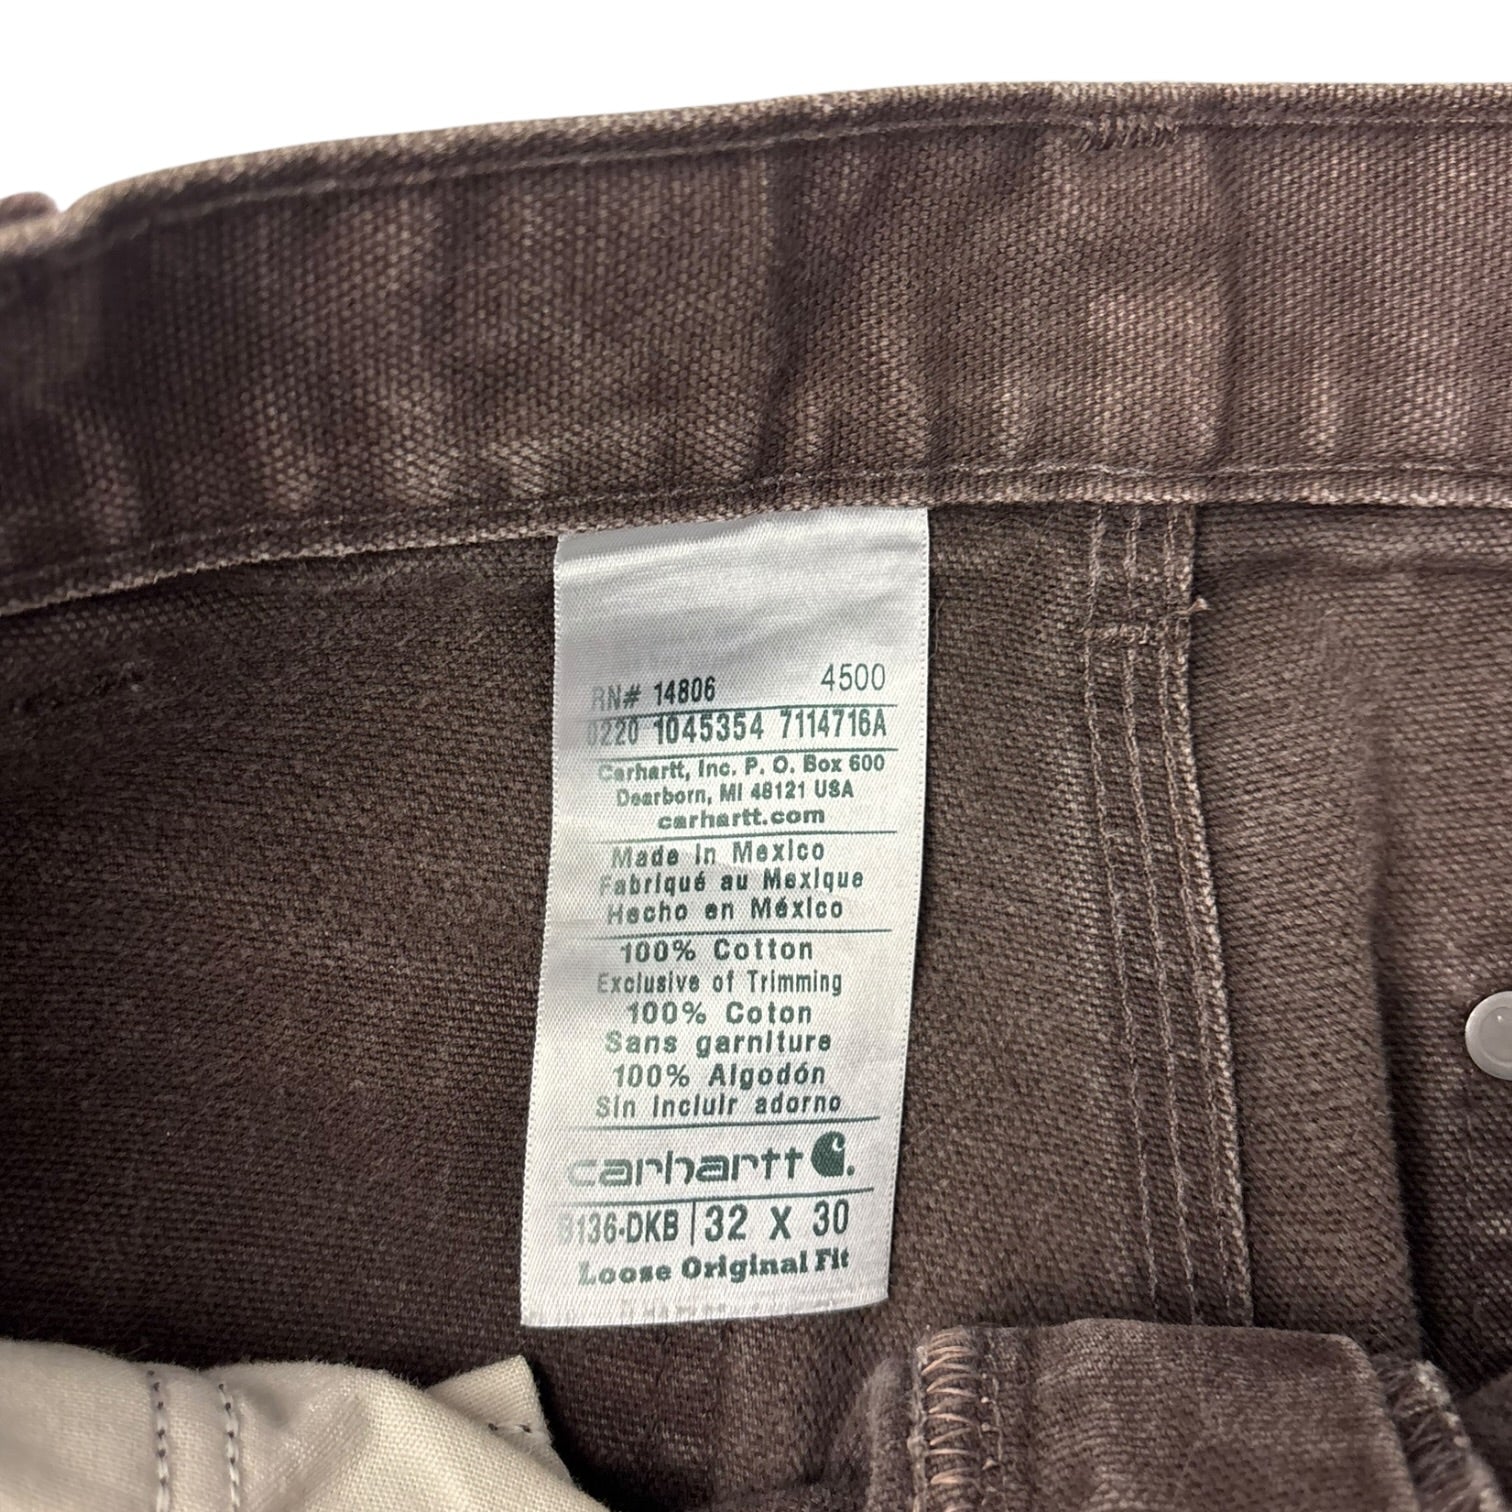 RN# 14806 4500
0220 1045354 7114716A
Carhartt, Inc. P. O. Box 600
Dearborn, MI 48121 USA
carhartt.com
Made in Mexico
Fabriqué au Mexique
Hecho en México
100% Cotton
Exclusive of Trimming
100% Coton
Sans garniture
100% Algodón
Sin incluir adorno
carhartt
B136-DKB | 32 X 30
Loose Original Fit